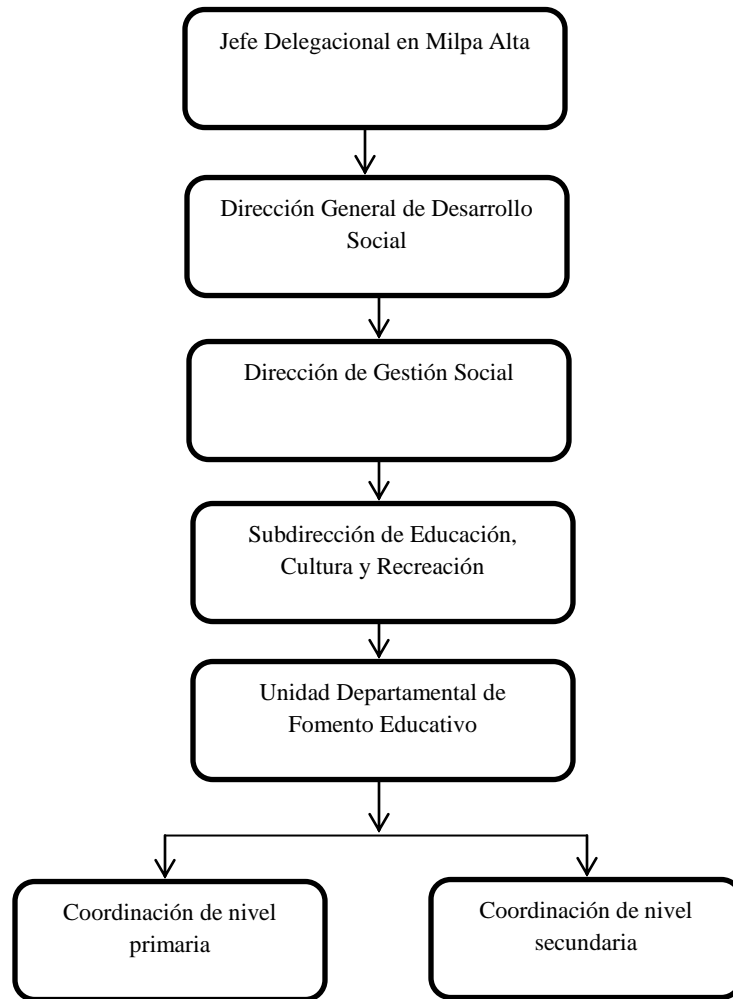 Jefe Delegacional en Milpa Alta
Dirección General de Desarrollo
Social
Dirección de Gestión Social
Subdirección de Educación,
Cultura y Recreación
Unidad Departamental de
Fomento Educativo
Coordinación de nivel
primaria
Coordinación de nivel
secundaria